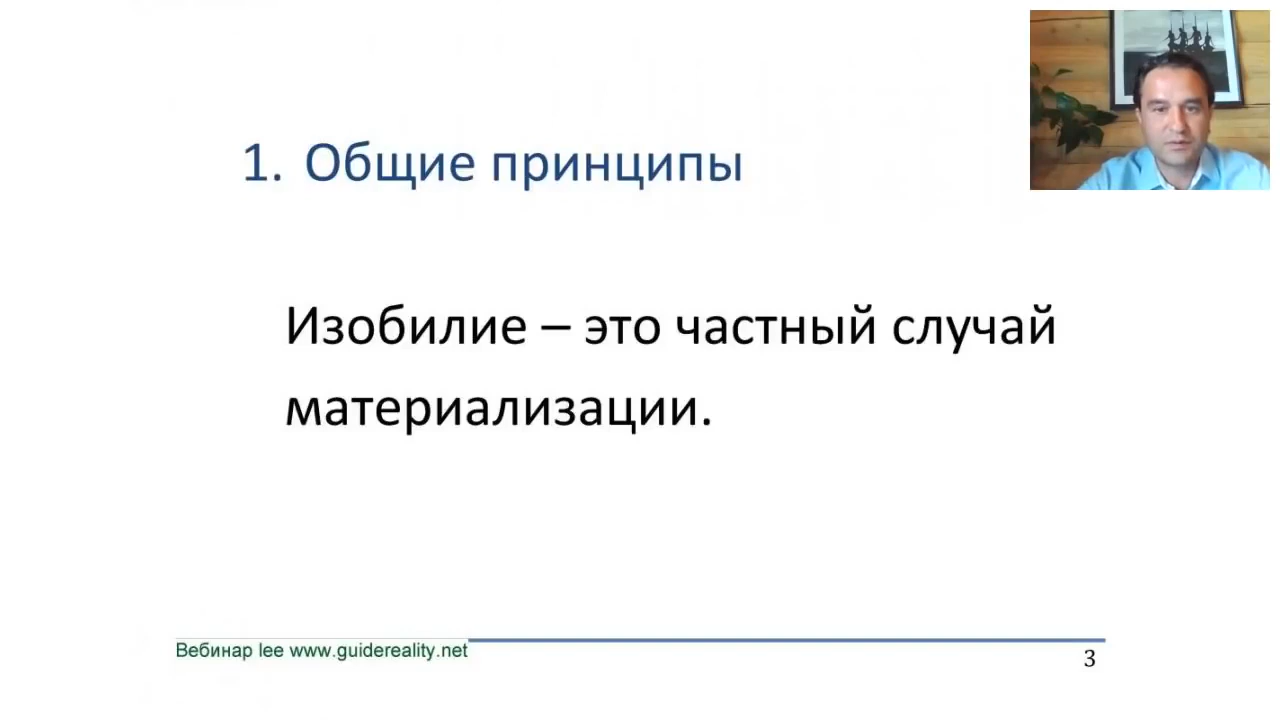 1. Общие принципы
Изобилие – это частный случай
материализации.
Вебинар lee www.guidereality.net
3